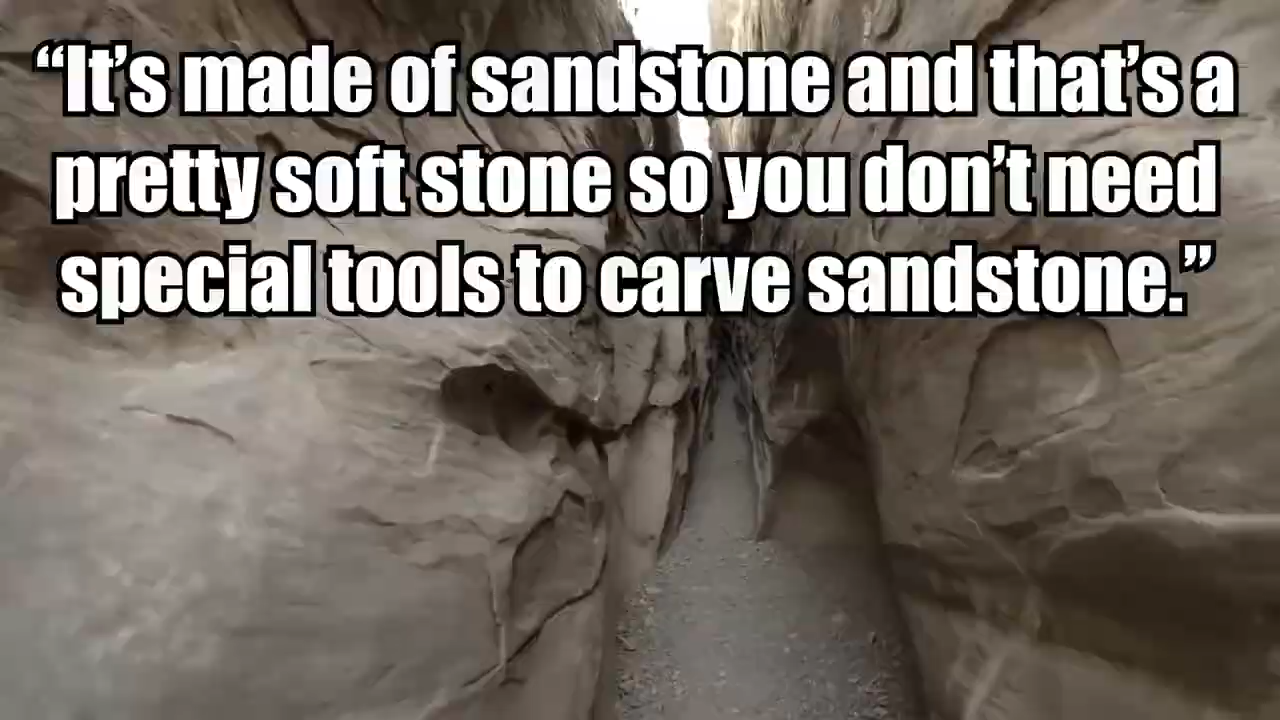 “It’s made of sandstone and that’s a
pretty soft stone so you don’t need
special tools to carve sandstone.”